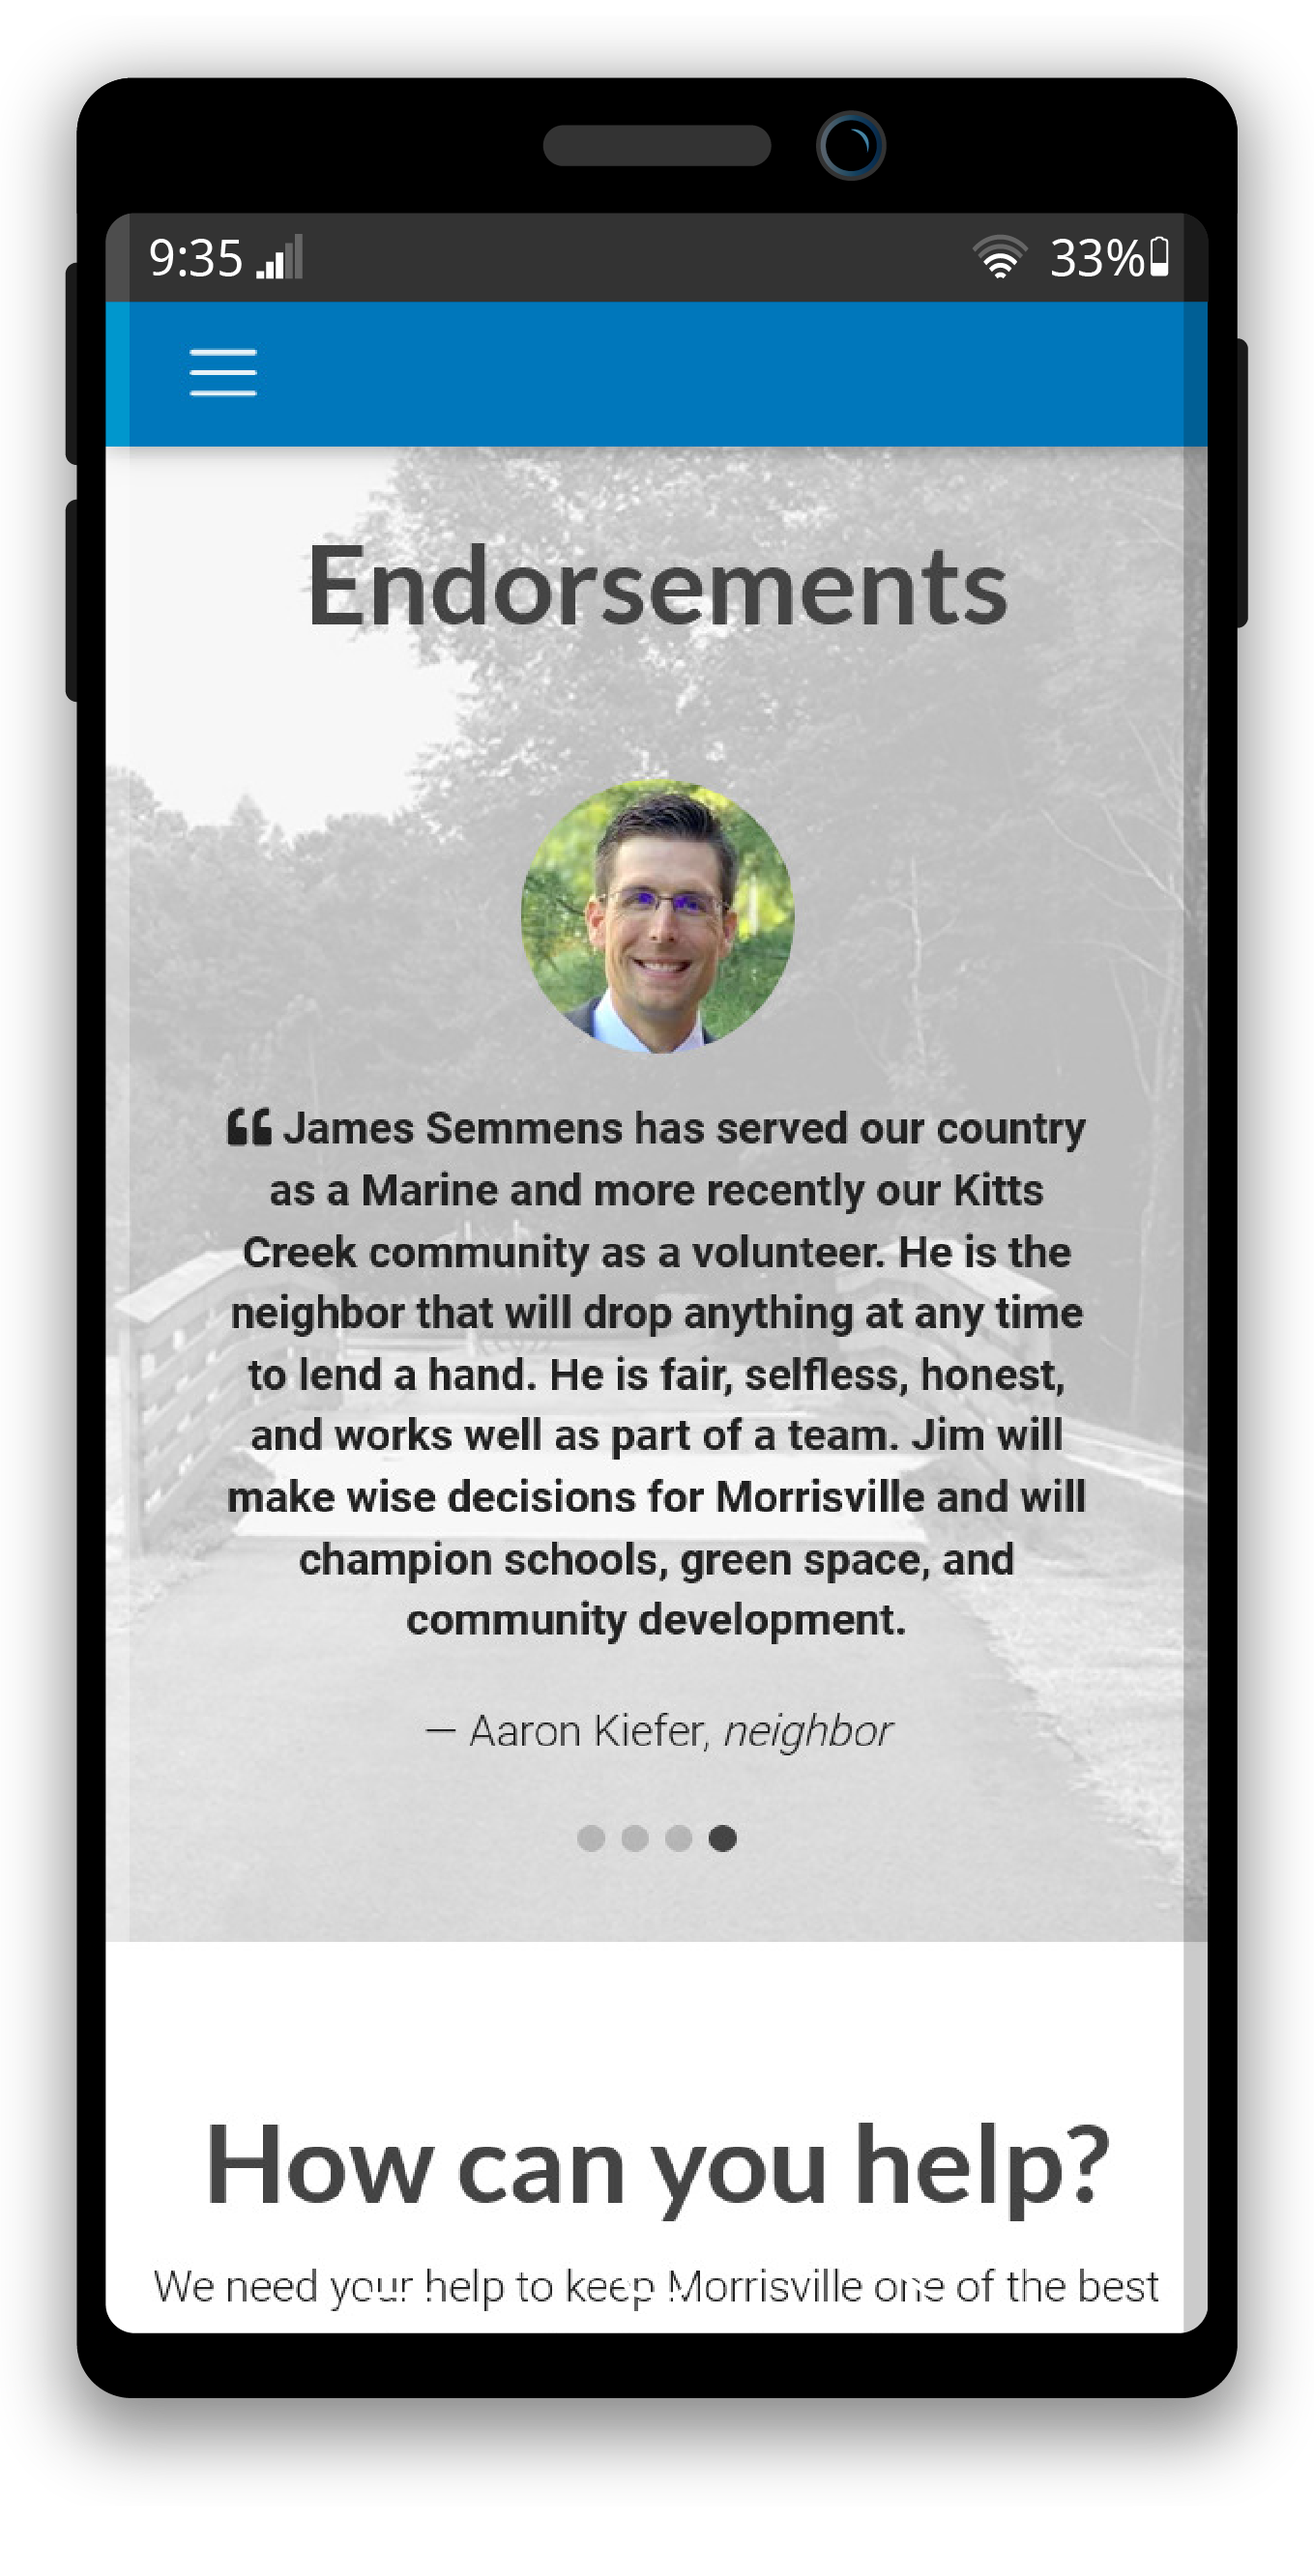 9:35 33%
Endorsements
James Semmens has served our country
as a Marine and more recently our Kitts
Creek community as a volunteer. He is the
neighbor that will drop anything at any time
to lend a hand. He is fair, selfless, honest,
and works well as part of a team. Jim will
make wise decisions for Morrisville and will
champion schools, green space, and
community development.
— Aaron Kiefer, neighbor
How can you help?
We need your help to keep Morrisville one of the best